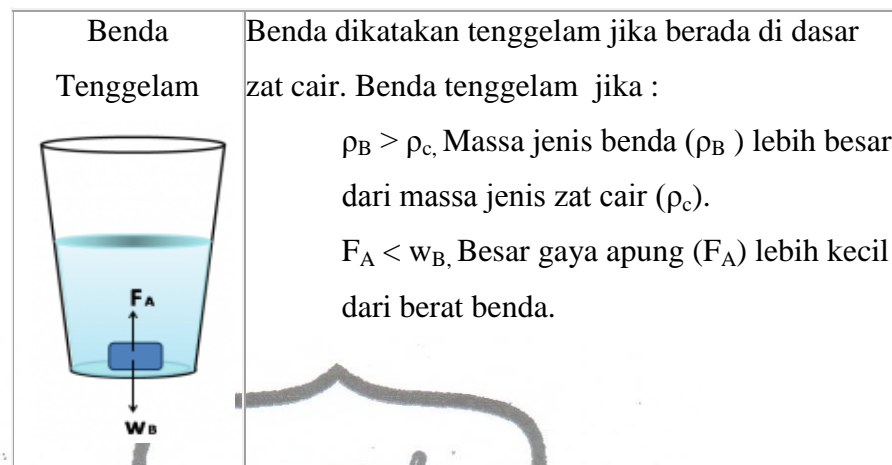 Benda
Tenggelam
F A
W B
Benda dikatakan tenggelam jika berada di dasar
zat cair. Benda tenggelam jika :
ρB > ρc, Massa jenis benda (ρB ) lebih besar
dari massa jenis zat cair (ρc).
FA < wB, Besar gaya apung (FA) lebih kecil
dari berat benda.